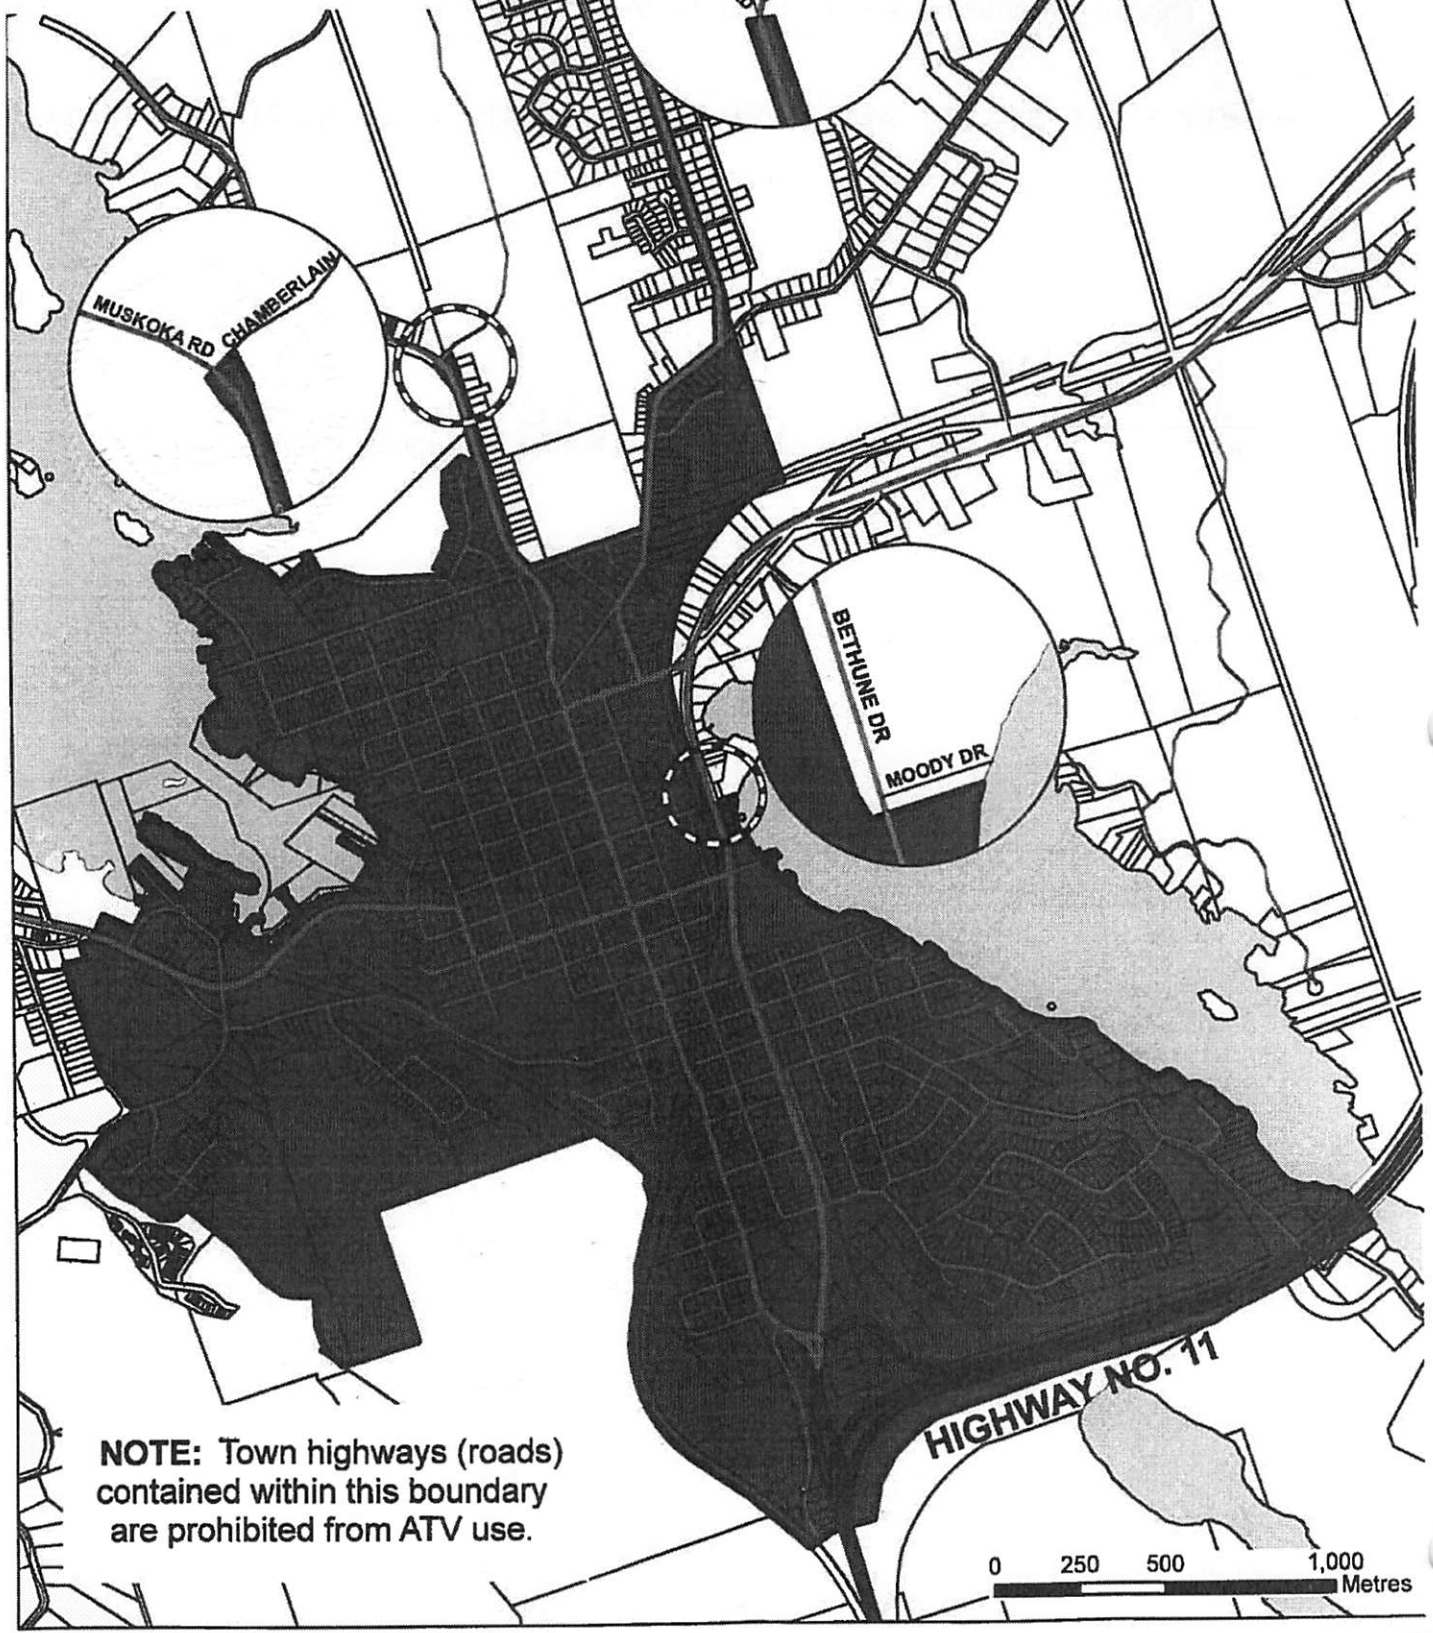 MUSKOKA RD
CHAMBERLAIN
BETHUNE DR
MOODY DR
HIGHWAY NO. 11
NOTE: Town highways (roads)
contained within this boundary
are prohibited from ATV use.
0 250 500 1,000
Metres